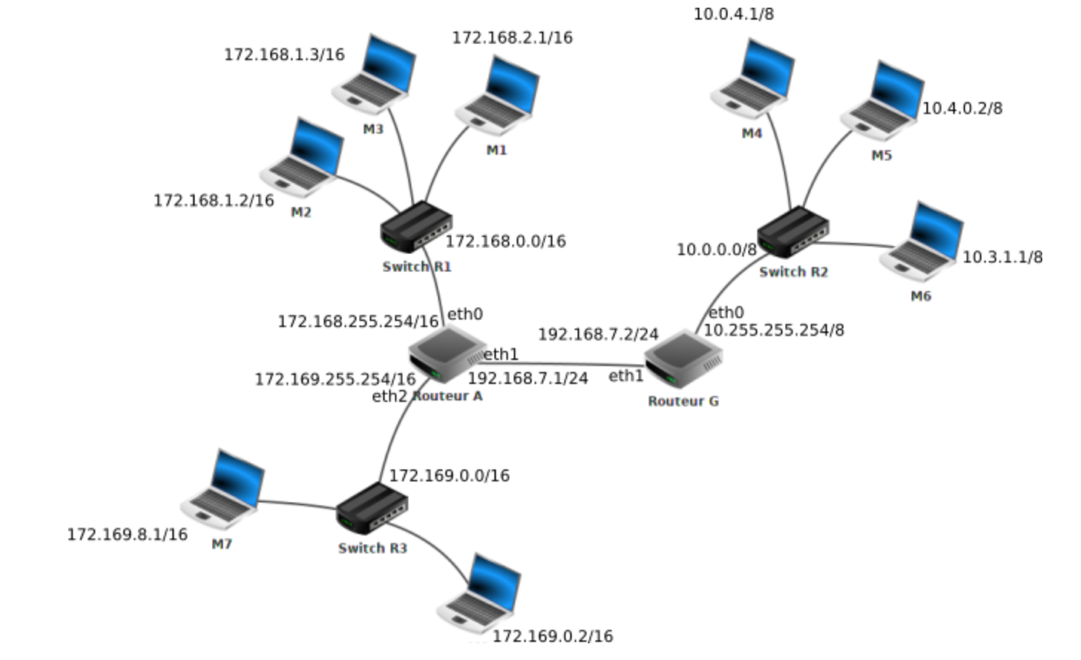 10.0.4.1/8
172.168.2.1/16
172.168.1.3/16
10.4.0.2/8
M3
M4
M1
M5
172.168.1.2/16
M2
172.168.0.0/16
10.0.0.0/8
10.3.1.1/8
Switch R1
Switch R2
M6
eth0
eth0
172.168.255.254/16
10.255.255.254/8
192.168.7.2/24
eth1
172.169.255.254/16
192.168.7.1/24
eth1
eth2
Routeur A
Routeur G
172.169.0.0/16
172.169.8.1/16
M7
Switch R3
172.169.0.2/16